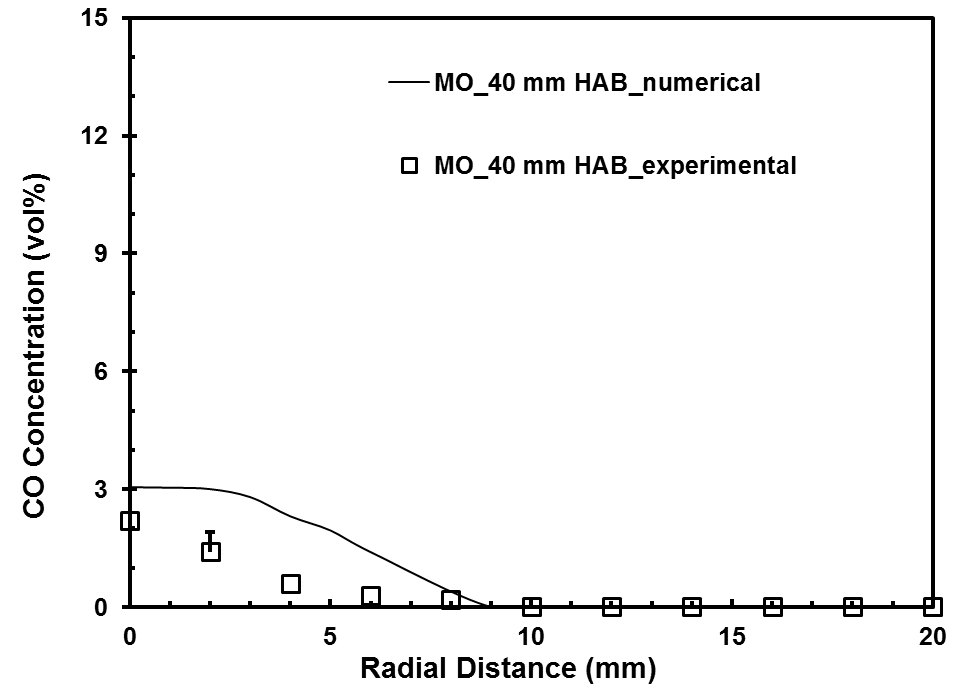 15
12
9
6
3
0
CO Concentration (vol%)
MO_40 mm HAB_numerical
MO_40 mm HAB_experimental
0 5 10 15 20
Radial Distance (mm)